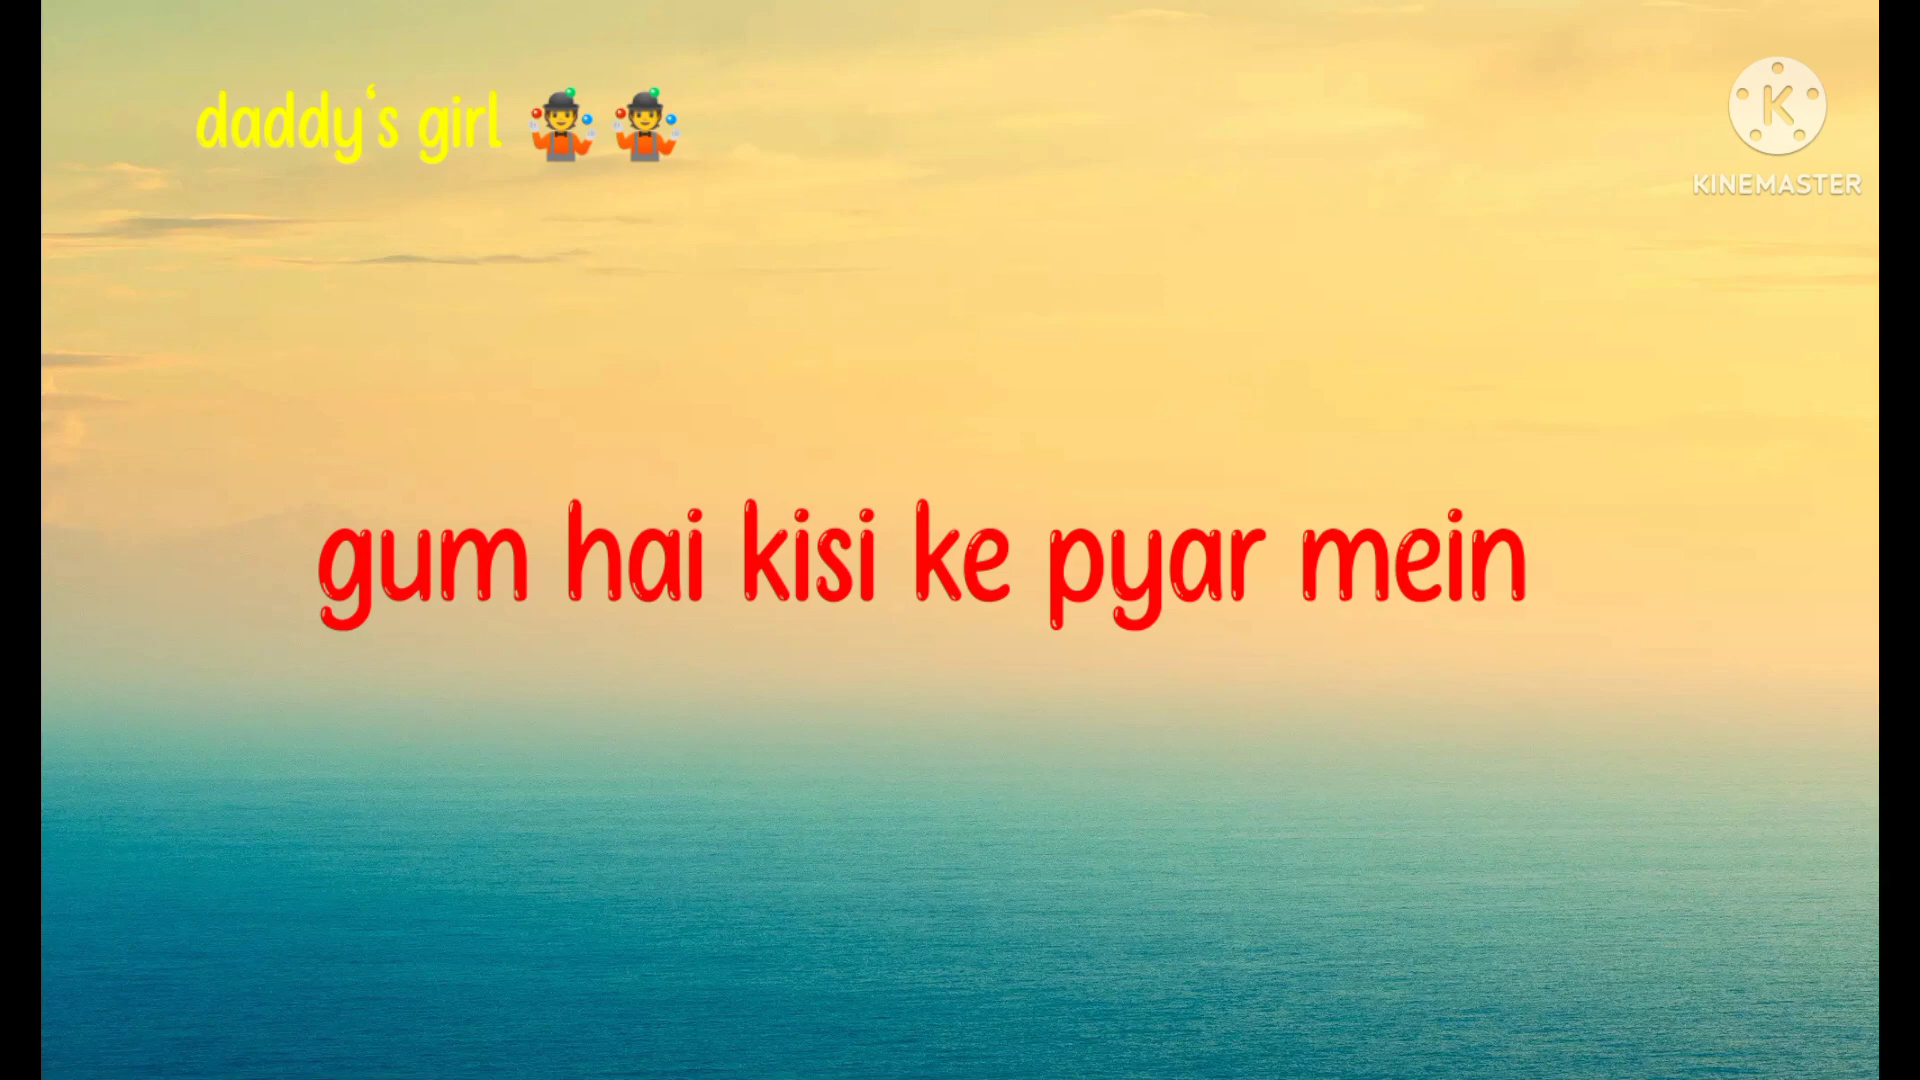 daddy's girl 🤹 🤹
KINEMASTER
gum hai kisi ke pyar mein